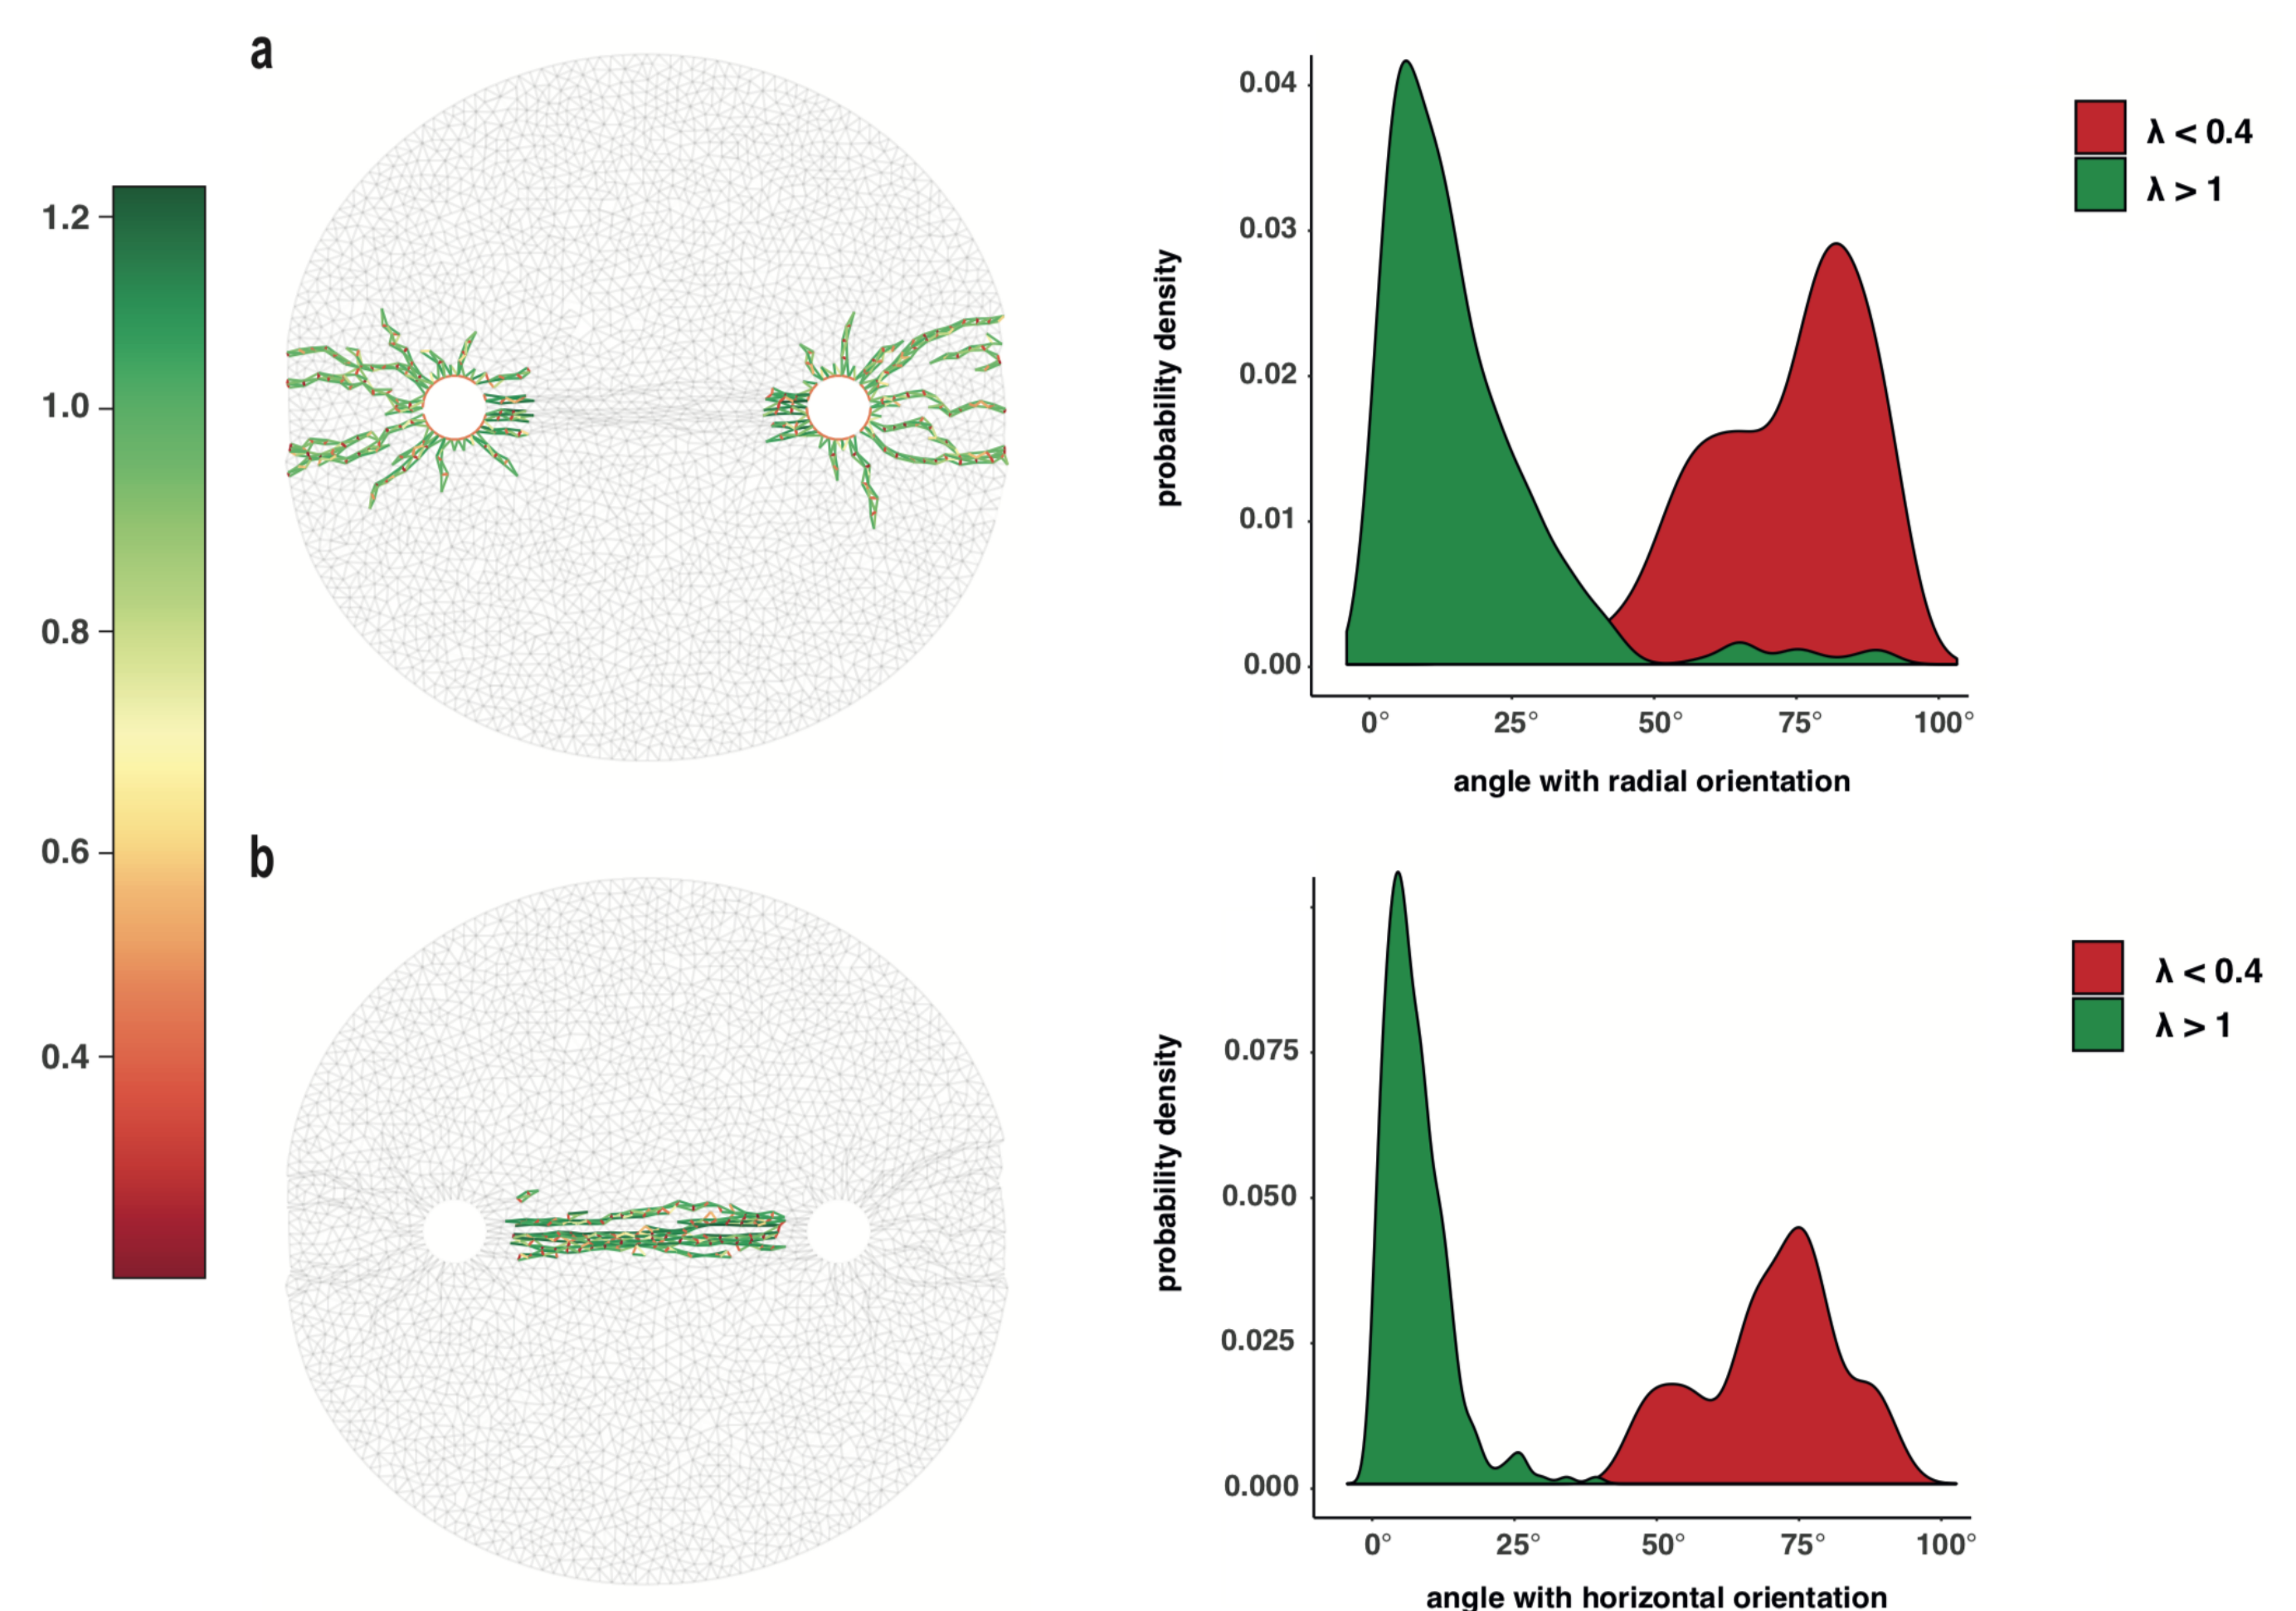 a
1.2
1.0
0.8
0.6
0.4
probability density
0.04
0.03
0.02
0.01
0.00
0° 25° 50° 75° 100°
angle with radial orientation
λ < 0.4
λ > 1
b
probability density
0.075
0.050
0.025
0.000
0° 25° 50° 75° 100°
angle with horizontal orientation
λ < 0.4
λ > 1